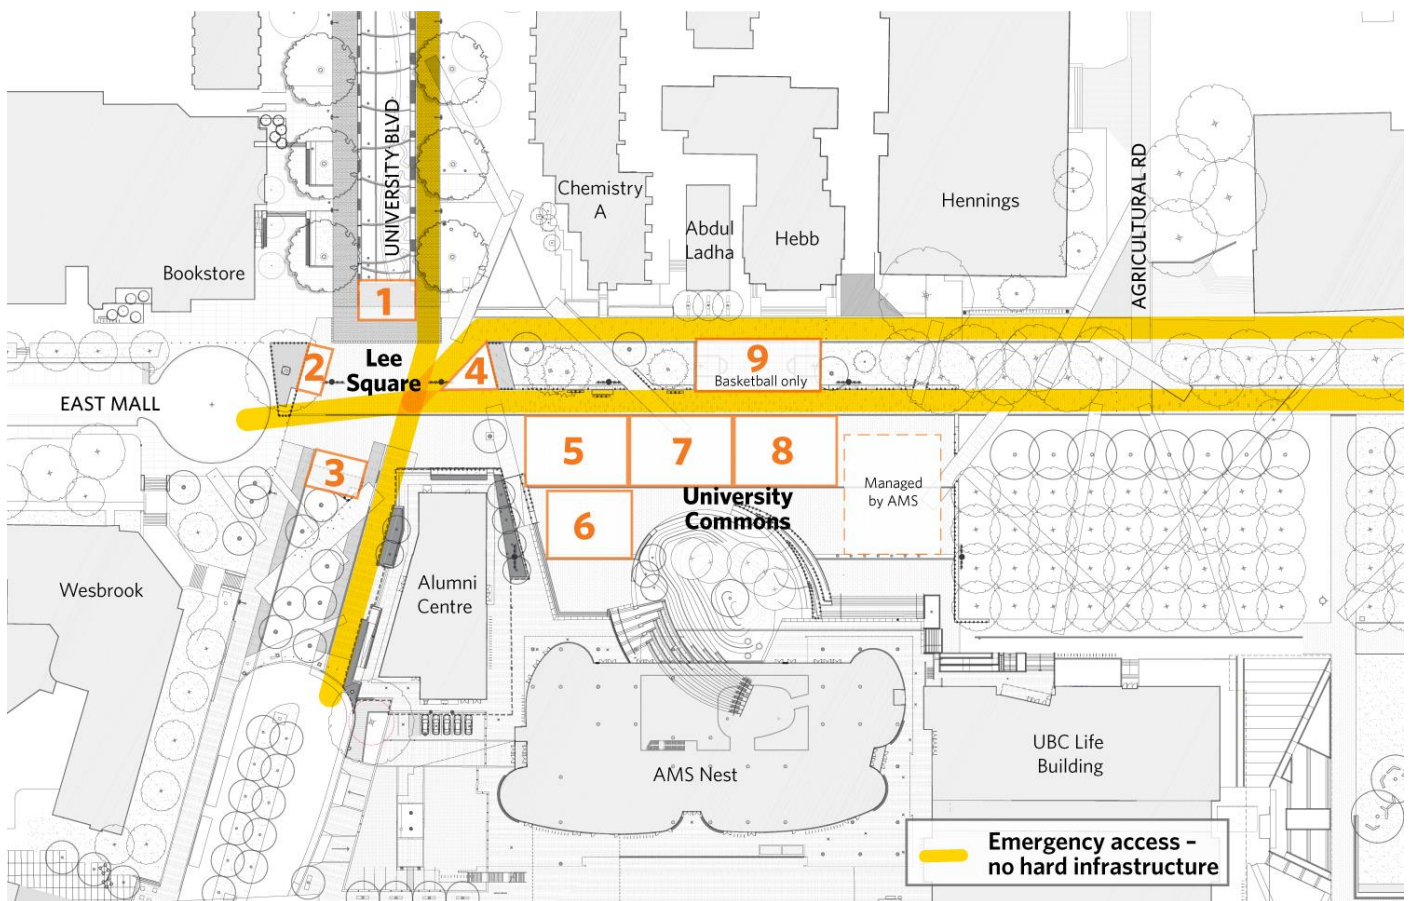 UNIVERSITY BLVD
AGRICULTURAL RD
Chemistry
A
Abdul
Ladha
Hebb
Hennings
Bookstore
1
2
Lee
Square
4
9
Basketball only
EAST MALL
3
5
7
8
University
Commons
6
Managed
by AMS
Wesbrook
Alumni
Centre
AMS Nest
UBC Life
Building
Emergency access –
no hard infrastructure